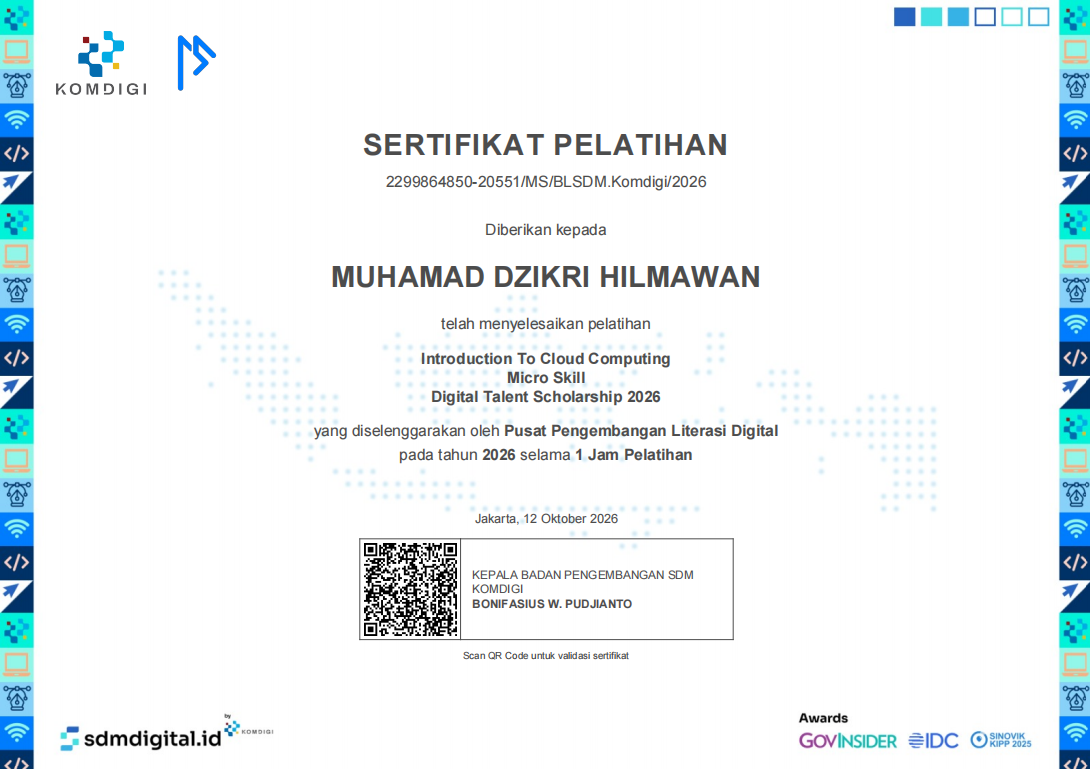 KOMDIGI
SERTIFIKAT PELATIHAN
2299864850-20551/MS/BLSDM.Komdigi/2026
Diberikan kepada
MUHAMAD DZIKRI HILMAWAN
telah menyelesaikan pelatihan
Introduction To Cloud Computing
Micro Skill
Digital Talent Scholarship 2026
yang diselenggarakan oleh Pusat Pengembangan Literasi Digital
pada tahun 2026 selama 1 Jam Pelatihan
Jakarta, 12 Oktober 2026
KEPALA BADAN PENGEMBANGAN SDM
KOMDIGI
BONIFASIUS W. PUDJIANTO
Scan QR Code untuk validasi sertifikat
sdmdigital.id by KOMDIGI
Awards
GOVINSIDER IDC SINOVIK
KIPP 2025